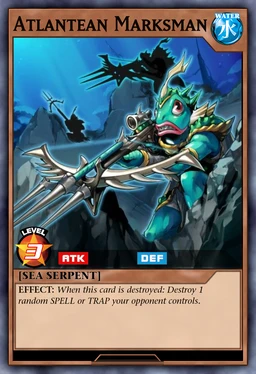 ATLANTEAN MARKSMAN
WATER
水
LEVEL
3
ATK
DEF
[SEA SERPENT]
EFFECT: When this card is destroyed: Destroy 1
random SPELL or TRAP your opponent controls.